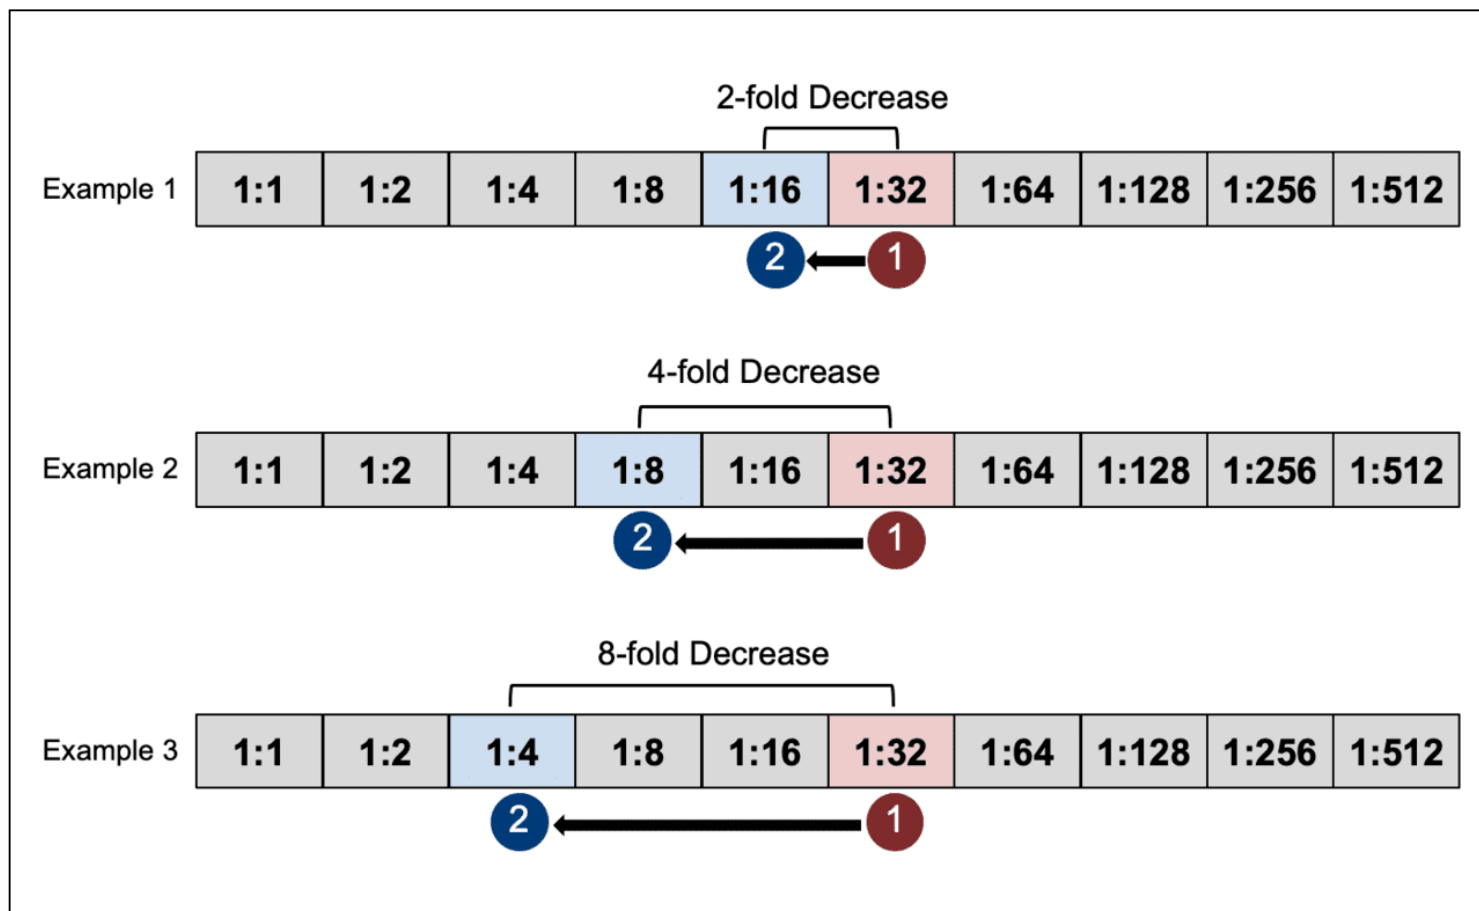 2-fold Decrease
Example 1 1:1 1:2 1:4 1:8 1:16 1:32 1:64 1:128 1:256 1:512
2 1
4-fold Decrease
Example 2 1:1 1:2 1:4 1:8 1:16 1:32 1:64 1:128 1:256 1:512
2 1
8-fold Decrease
Example 3 1:1 1:2 1:4 1:8 1:16 1:32 1:64 1:128 1:256 1:512
2 1